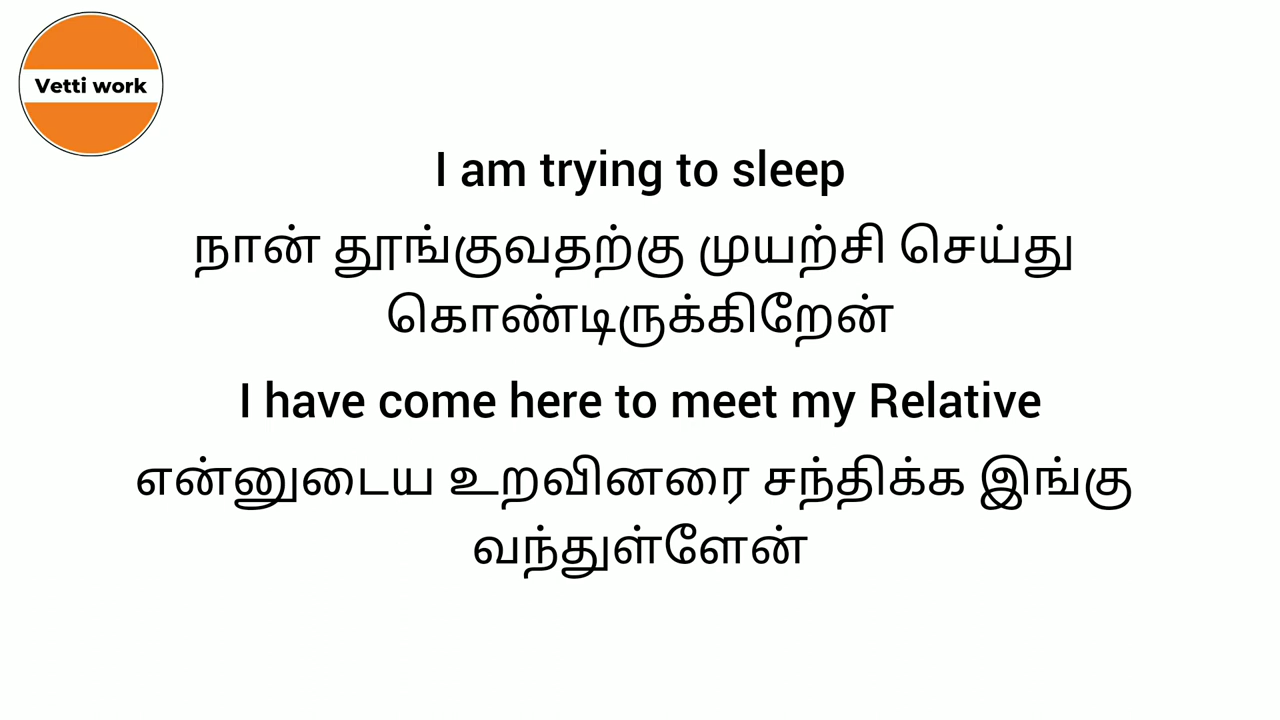 Vetti work
I am trying to sleep
நான் தூங்குவதற்கு முயற்சி செய்து
கொண்டிருக்கிறேன்
I have come here to meet my Relative
என்னுடைய உறவினரை சந்திக்க இங்கு
வந்துள்ளேன்